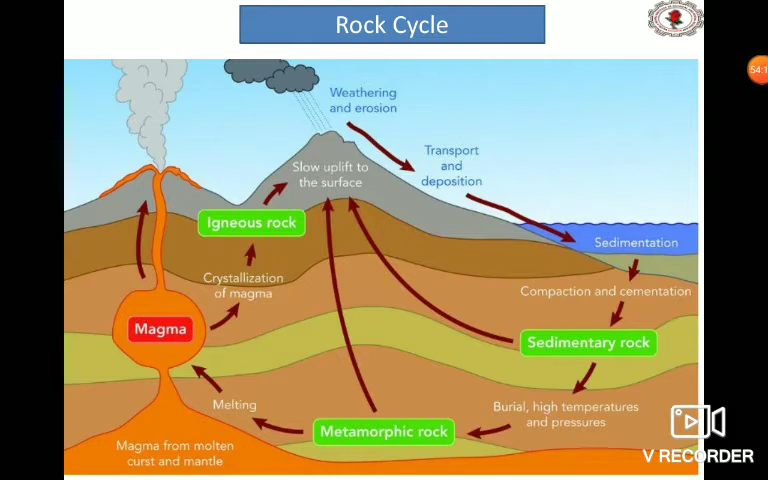 Rock Cycle
54:1
Weathering
and erosion
Transport
and
deposition
Slow uplift to
the surface
Igneous rock
Sedimentation
Crystallization
of magma
Compaction and cementation
Magma
Sedimentary rock
Melting
Burial, high temperatures
and pressures
Metamorphic rock
Magma from molten
curst and mantle
V RECORDER